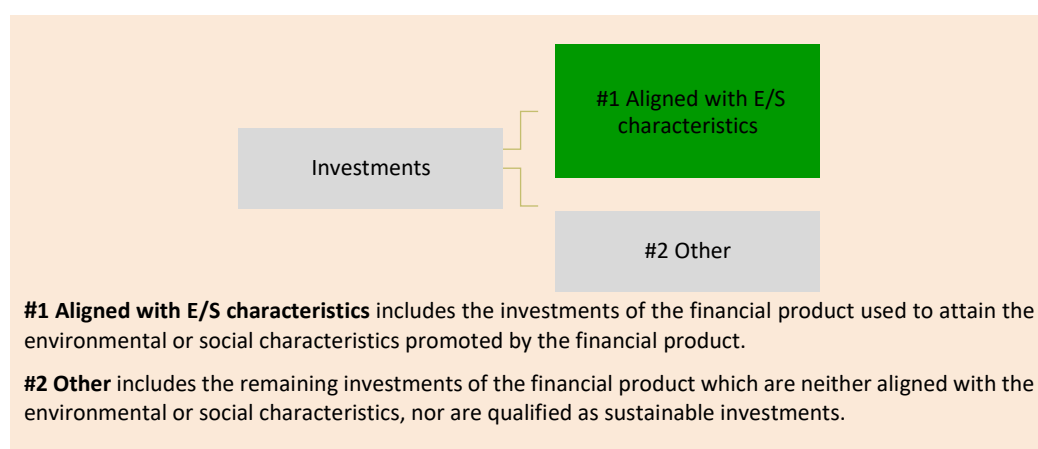 #1 Aligned with E/S
characteristics
Investments
#2 Other
#1 Aligned with E/S characteristics includes the investments of the financial product used to attain the
environmental or social characteristics promoted by the financial product.
#2 Other includes the remaining investments of the financial product which are neither aligned with the
environmental or social characteristics, nor are qualified as sustainable investments.